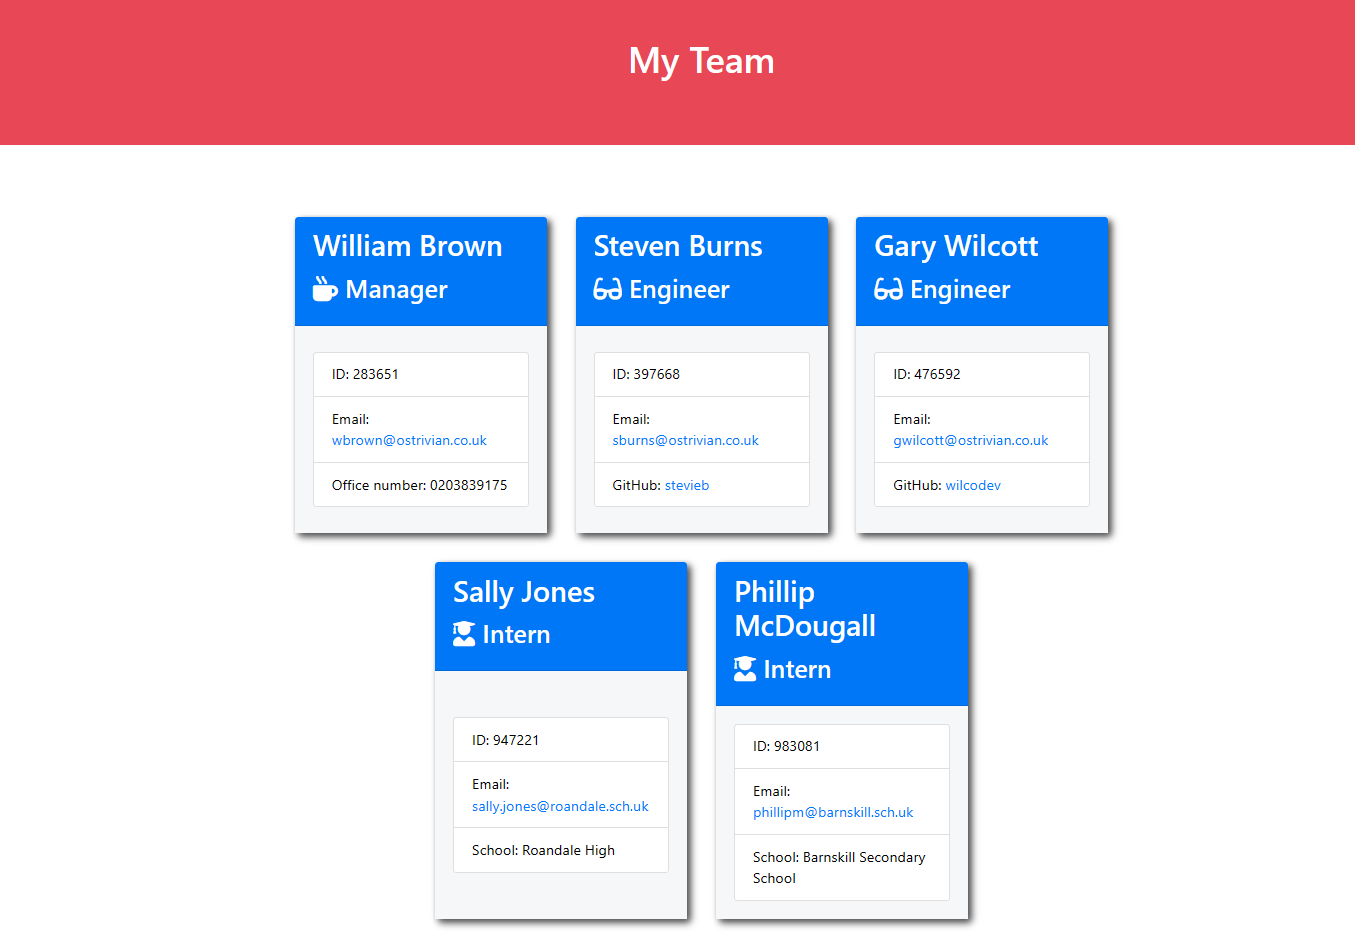 My Team
William Brown
Manager
ID: 283651
Email:
wbrown@ostrivian.co.uk
Office number: 0203839175
Steven Burns
Engineer
ID: 397668
Email:
sburns@ostrivian.co.uk
GitHub: stevieb
Gary Wilcott
Engineer
ID: 476592
Email:
gwilcott@ostrivian.co.uk
GitHub: wilcodev
Sally Jones
Intern
ID: 947221
Email:
sally.jones@roandale.sch.uk
School: Roandale High
Phillip
McDougall
Intern
ID: 983081
Email:
phillipm@barnskill.sch.uk
School: Barnskill Secondary
School